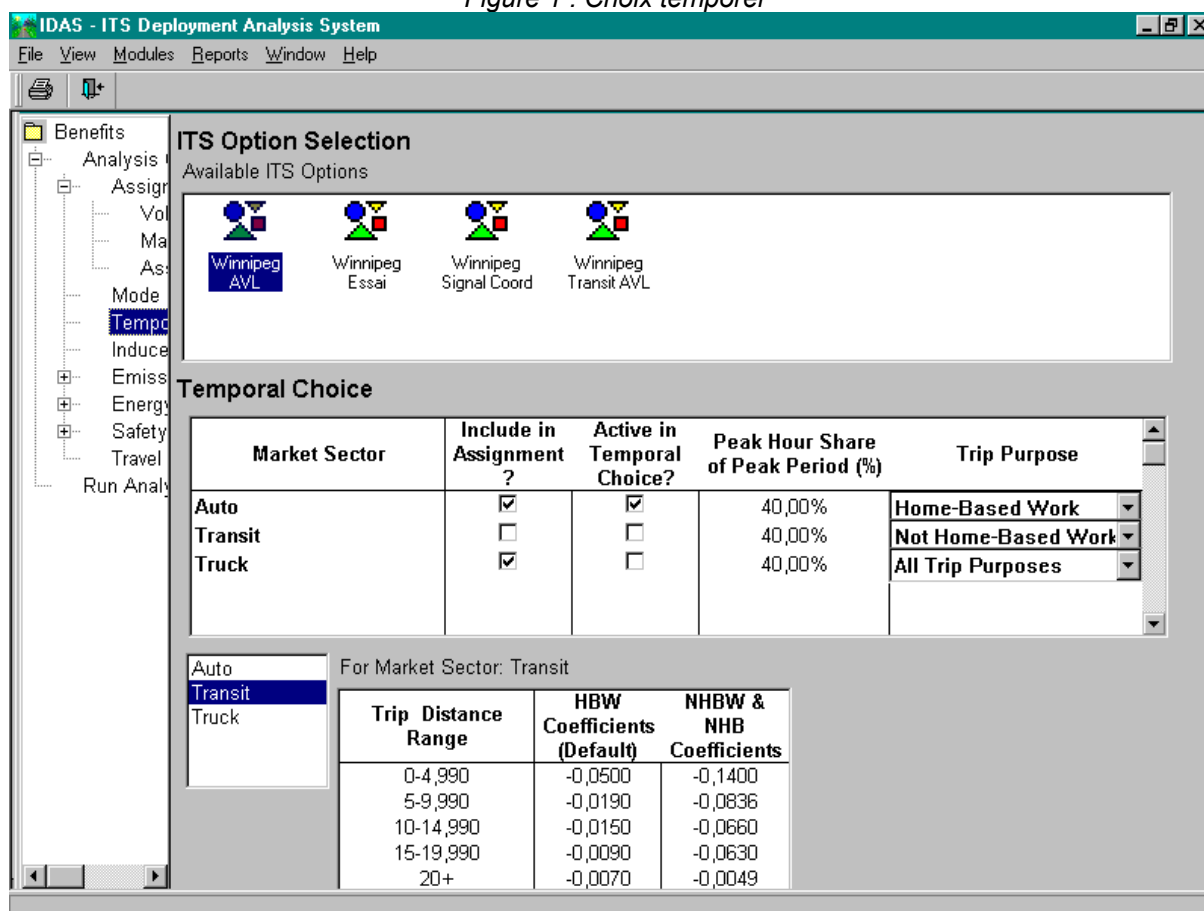 Figure 1 : Choix temporel
IDAS - ITS Deployment Analysis System
File View Modules Reports Window Help
Benefits
Analysis
Assign
Vol
Ma
As
Mode
Tempo
Induce
Emiss
Energy
Safety
Travel
Run Analy
ITS Option Selection
Available ITS Options
Winnipeg AVL
Winnipeg Essai
Winnipeg Signal Coord
Winnipeg Transit AVL
Temporal Choice
Market Sector Include in Assignment ? Active in Temporal Choice? Peak Hour Share of Peak Period (%) Trip Purpose
Auto 40,00% Home-Based Work
Transit 40,00% Not Home-Based Work
Truck 40,00% All Trip Purposes
Auto
Transit
Truck
For Market Sector: Transit
Trip Distance Range HBW Coefficients (Default) NHBW & NHB Coefficients
0-4,990 -0,0500 -0,1400
5-9,990 -0,0190 -0,0836
10-14,990 -0,0150 -0,0660
15-19,990 -0,0090 -0,0630
20+ -0,0070 -0,0049